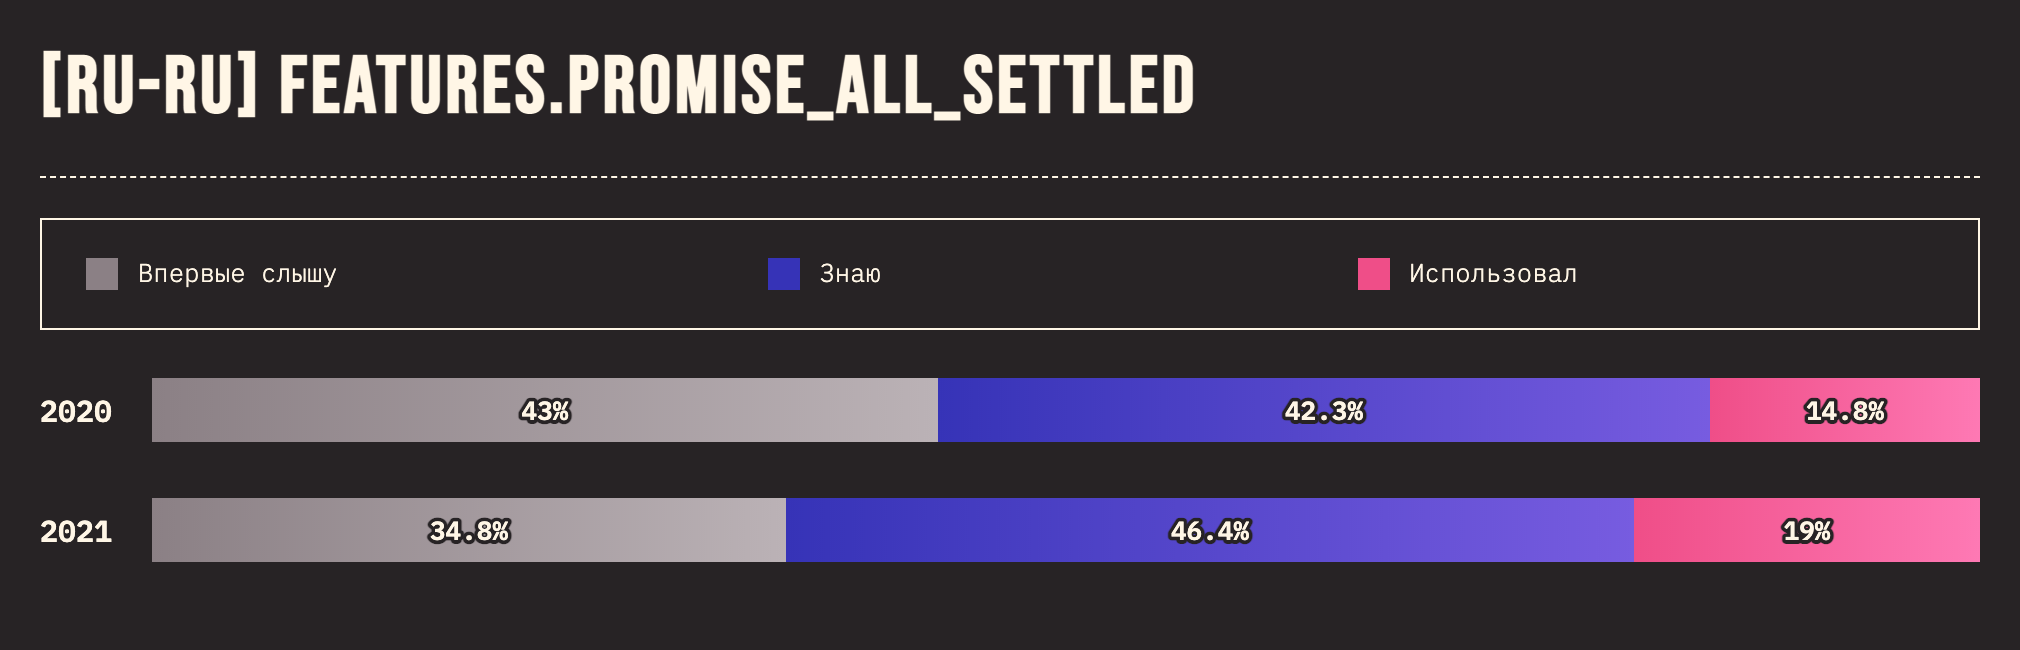 [RU-RU] FEATURES.PROMISE_ALL_SETTLED
Впервые слышу Знаю Использовал
2020 43% 42.3% 14.8%
2021 34.8% 46.4% 19%